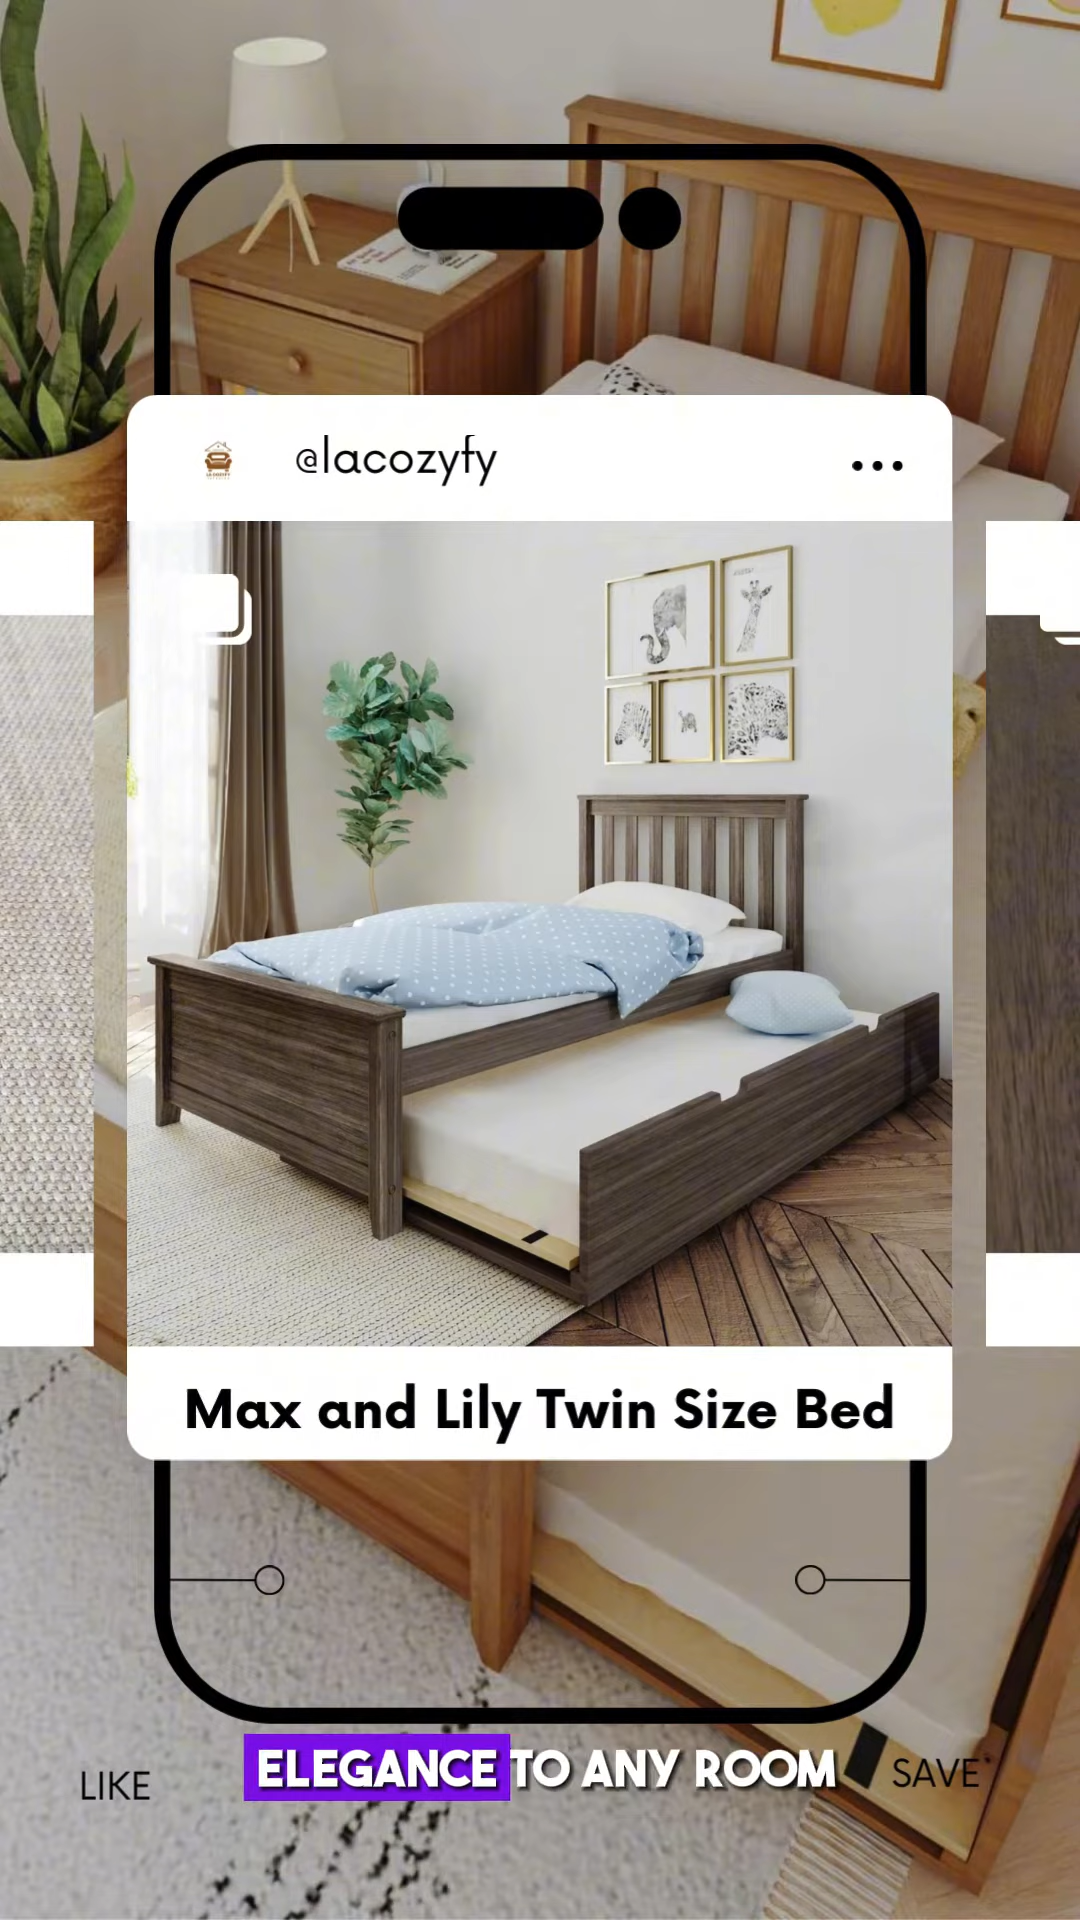 @lacozyfy
Max and Lily Twin Size Bed
ELEGANCE TO ANY ROOM
LIKE
SAVE